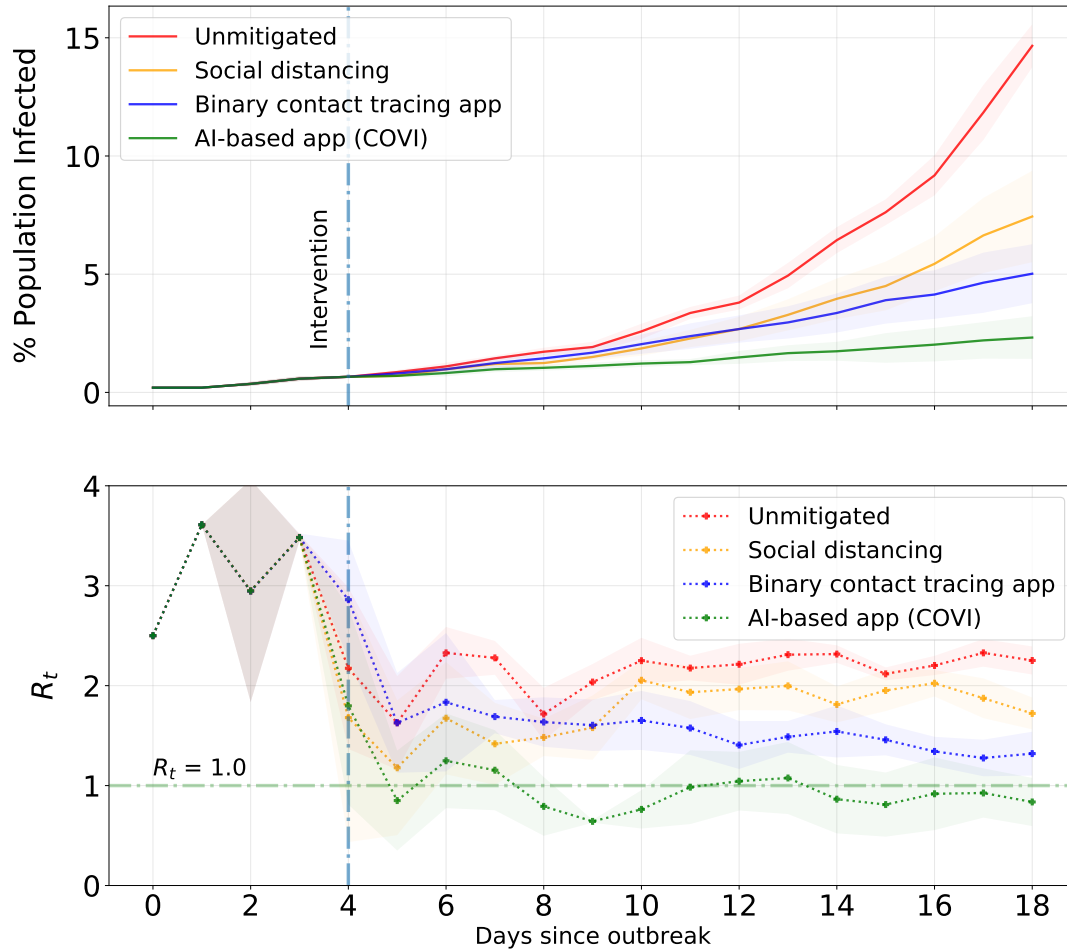 % Population Infected
15
10
5
0
Unmitigated
Social distancing
Binary contact tracing app
AI-based app (COVI)
Intervention
R_t
4
3
2
1
0
Unmitigated
Social distancing
Binary contact tracing app
AI-based app (COVI)
R_t = 1.0
0 2 4 6 8 10 12 14 16 18
Days since outbreak